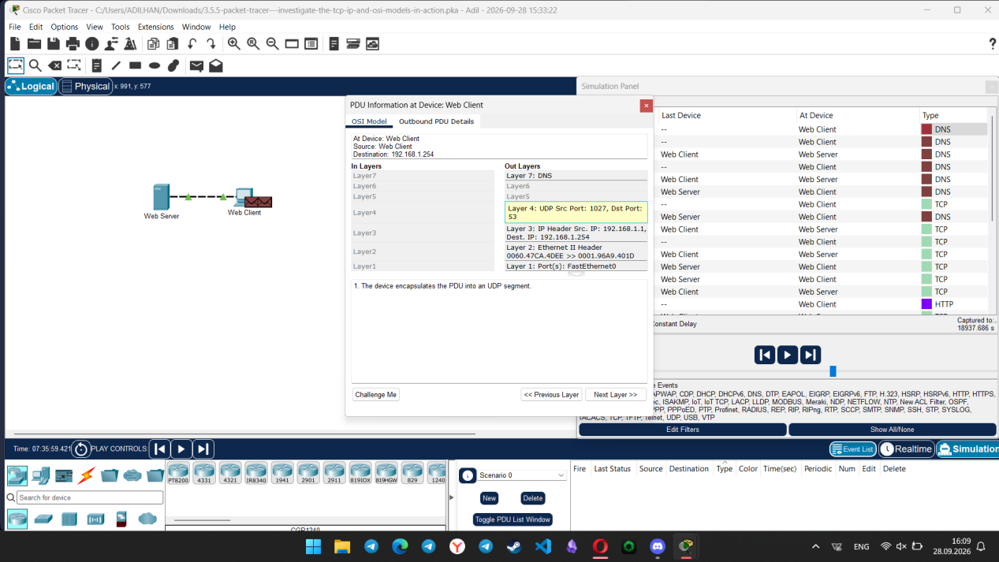 Cisco Packet Tracer - C:/Users/ADILHAN/Downloads/3.5.5-packet-tracer---investigate-the-tcp-ip-and-osi-models-in-action.pka - Adil - 2026-09-28 15:33:22
File Edit Options View Tools Extensions Window Help
?
Logical Physical x: 991, y: 577
Simulation Panel
PDU Information at Device: Web Client
OSI Model Outbound PDU Details
At Device: Web Client
Source: Web Client
Destination: 192.168.1.254
In Layers
Layer7
Layer6
Layer5
Layer4
Layer3
Layer2
Layer1
Out Layers
Layer 7: DNS
Layer6
Layer5
Layer 4: UDP Src Port: 1027, Dst Port:
53
Layer 3: IP Header Src. IP: 192.168.1.1,
Dest. IP: 192.168.1.254
Layer 2: Ethernet II Header
0060.47CA.4DEE >> 0001.96A9.401D
Layer 1: Port(s): FastEthernet0
1. The device encapsulates the PDU into an UDP segment.
Challenge Me << Previous Layer Next Layer >>
Web Server
Web Client
Last Device At Device Type
-- Web Client DNS
-- Web Client DNS
Web Client Web Server DNS
-- Web Client DNS
Web Client Web Server DNS
Web Server Web Client DNS
-- Web Client TCP
Web Server Web Client DNS
Web Client Web Server TCP
-- Web Client TCP
Web Client Web Server TCP
Web Server Web Client TCP
Web Server Web Client TCP
Web Client Web Server TCP
-- Web Client HTTP
Constant Delay
Captured to:
18937.686 s
Events
APWAP, CDP, DHCP, DHCPv6, DNS, DTP, EAPOL, EIGRP, EIGRPv6, FTP, H.323, HSRP, HSRPv6, HTTP, HTTPS,
ec, ISAKMP, IoT, IoT TCP, LACP, LLDP, MODBUS, Meraki, NDP, NETFLOW, NTP, New ACL Filter, OSPF,
PPP, PPPoED, PTP, Profinet, RADIUS, REP, RIP, RIPng, RTP, SCCP, SMTP, SNMP, SSH, STP, SYSLOG,
TACACS, TCP, TFTP, Telnet, UDP, USB, VTP
Edit Filters Show All/None
Time: 07:35:59.421 PLAY CONTROLS:
Event List Realtime Simulation
PT8200 4331 4321 IR8340 1941 2901 2911 819IOX 819HGW 829 1240
Search for device
CGR1240
Scenario 0
New Delete
Toggle PDU List Window
Fire Last Status Source Destination Type Color Time(sec) Periodic Num Edit Delete
ENG
16:09
28.09.2026